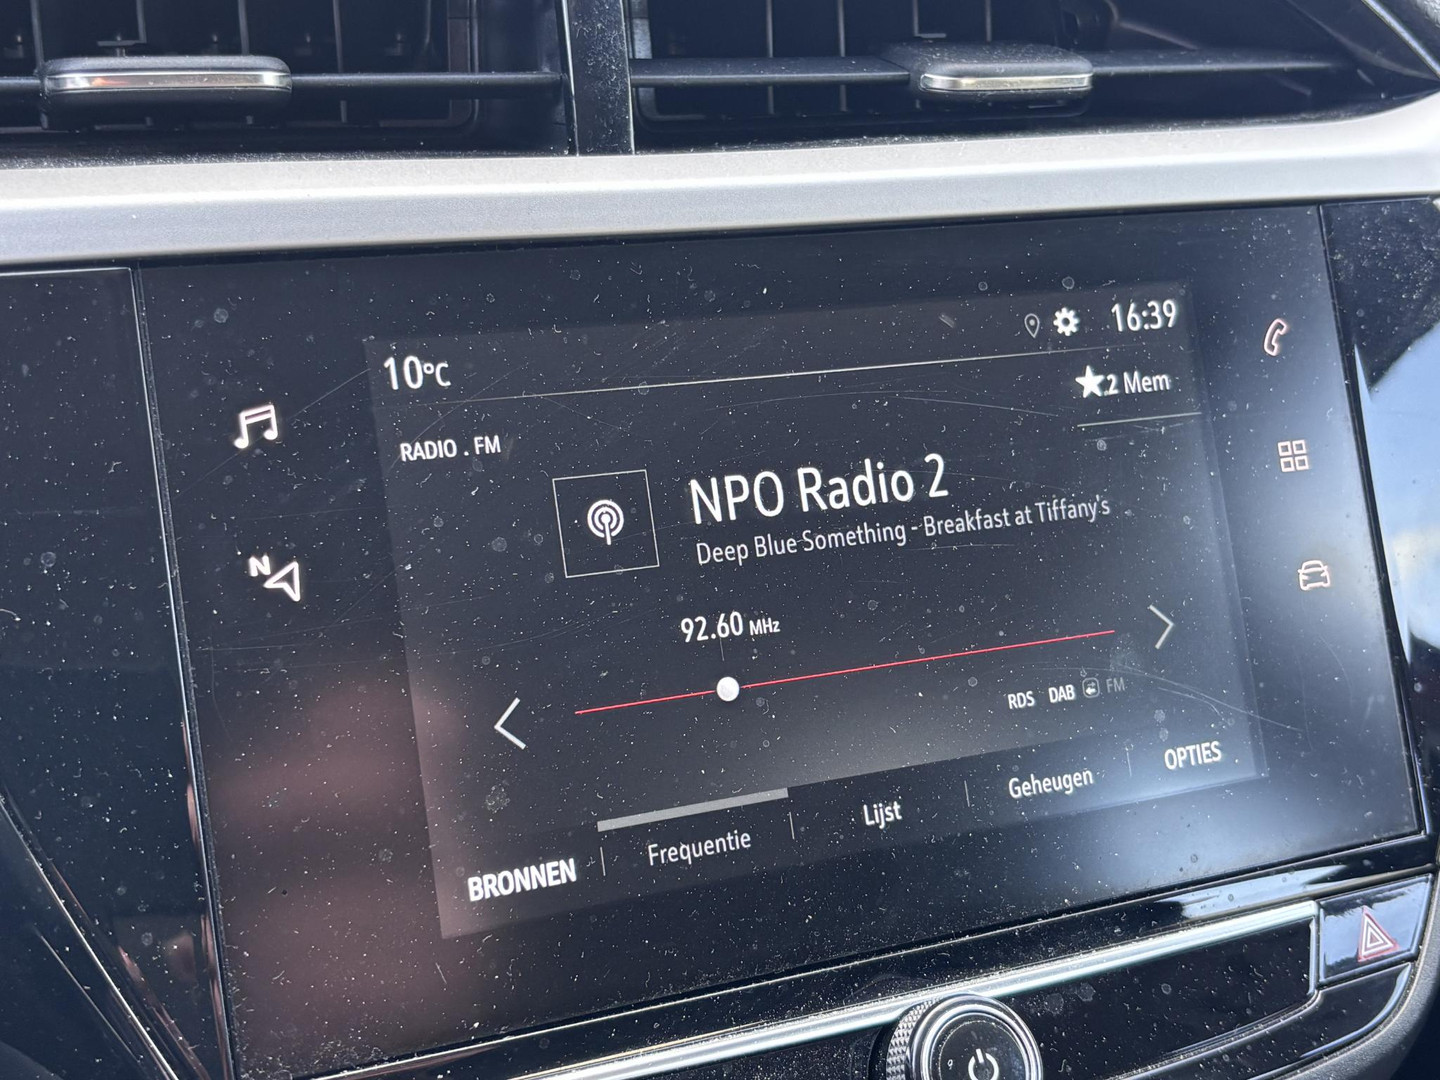 10°C
16:39
★.2 Mem
RADIO . FM
NPO Radio 2
Deep Blue Something - Breakfast at Tiffany's
92.60 MHz
RDS DAB FM
BRONNEN
Frequentie
Lijst
Geheugen
OPTIES
N